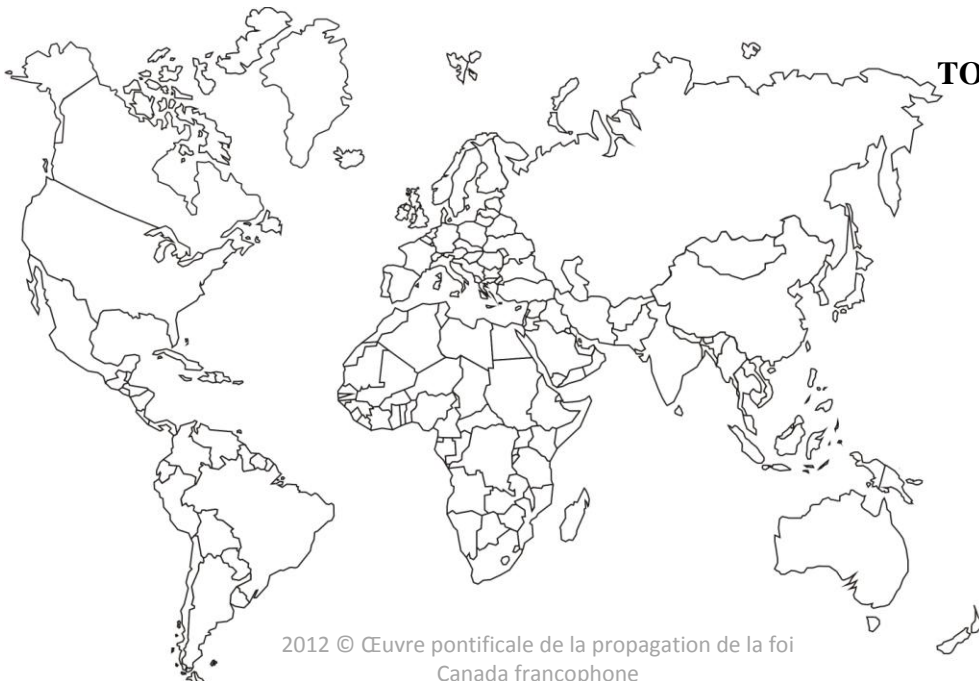 TO
2012 © Œuvre pontificale de la propagation de la foi
Canada francophone